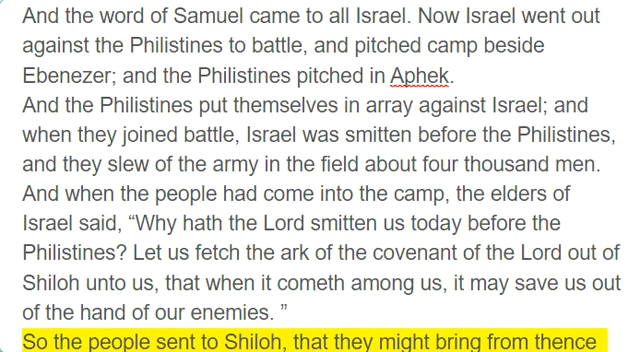 And the word of Samuel came to all Israel. Now Israel went out
against the Philistines to battle, and pitched camp beside
Ebenezer; and the Philistines pitched in Aphek.
And the Philistines put themselves in array against Israel; and
when they joined battle, Israel was smitten before the Philistines,
and they slew of the army in the field about four thousand men.
And when the people had come into the camp, the elders of
Israel said, “Why hath the Lord smitten us today before the
Philistines? Let us fetch the ark of the covenant of the Lord out of
Shiloh unto us, that when it cometh among us, it may save us out
of the hand of our enemies. ”
So the people sent to Shiloh, that they might bring from thence